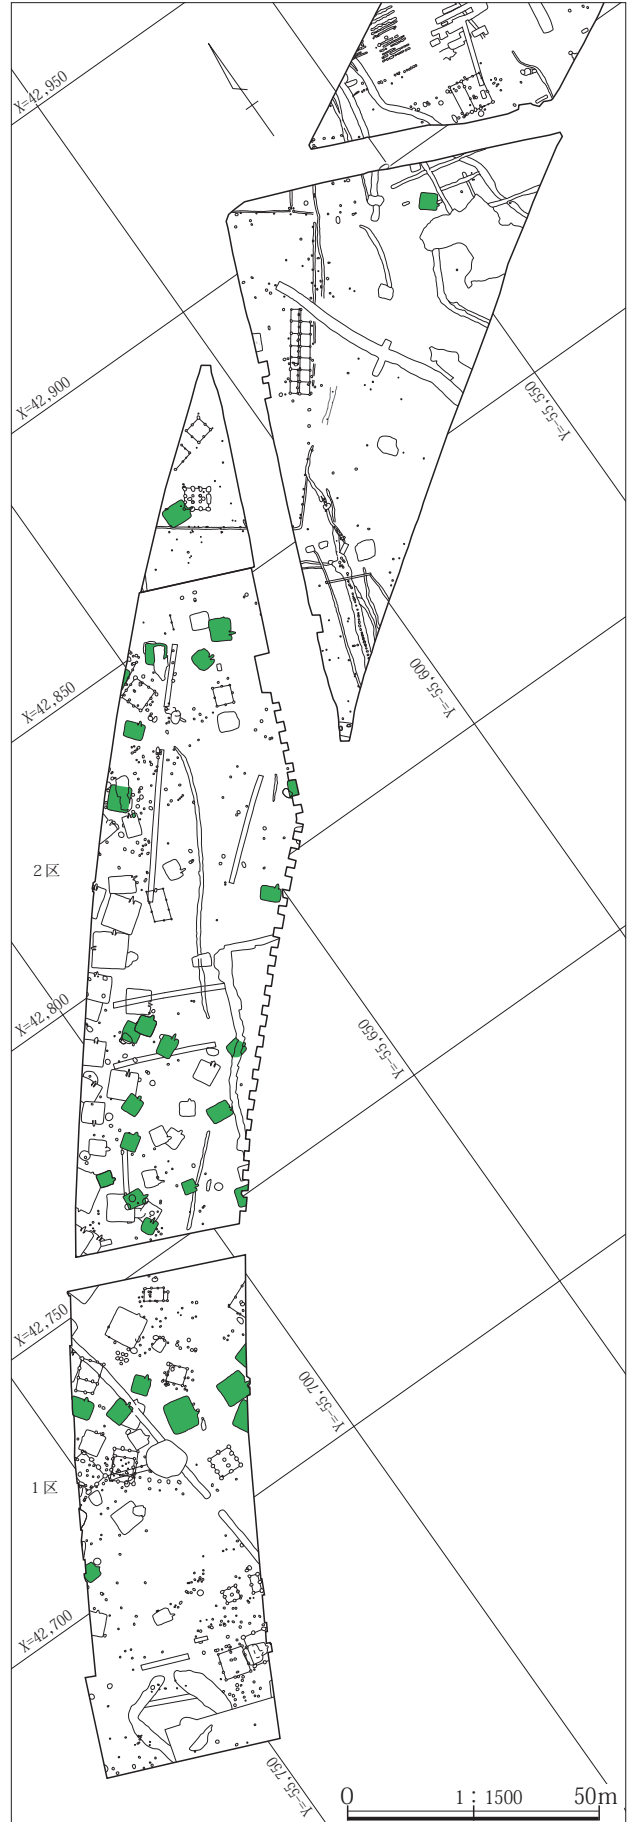 X=42,950
X=42,900
Y=-55,550
X=42,850
Y=-55,600
2区
X=42,800
Y=-55,650
X=42,750
Y=-55,700
1区
X=42,700
Y=-55,750
0 1：1500 50m